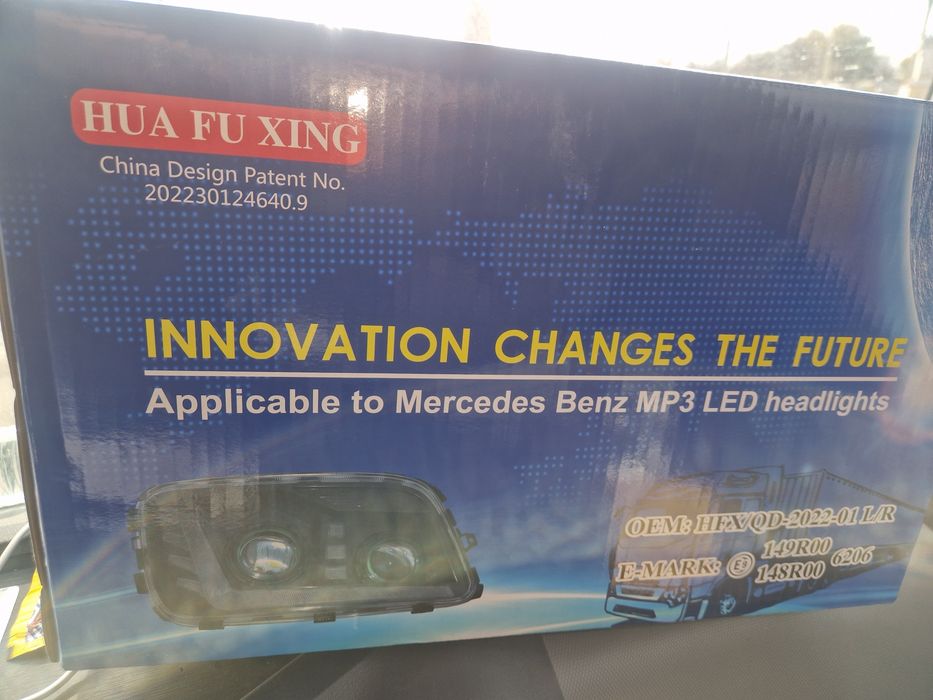 HUA FU XING
China Design Patent No.
202230124640.9
INNOVATION CHANGES THE FUTURE
Applicable to Mercedes Benz MP3 LED headlights
OEM: HFX/QD-2022-01 L/R
E-MARK: E9 149R00 6206
148R00